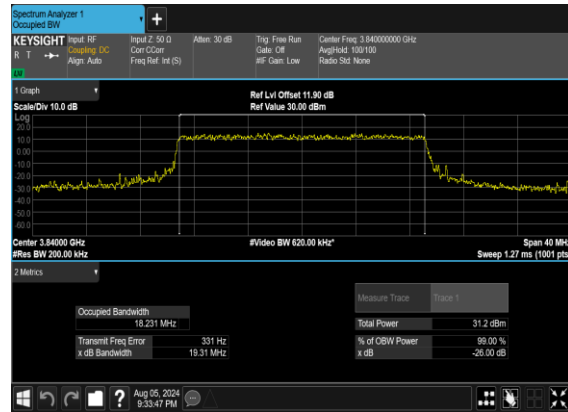 Spectrum Analyzer 1
Occupied BW
+
KEYSIGHT
R T
LXI
Input: RF
Coupling: DC
Align: Auto
Input Z: 50 Ω
Corr CCorr
Freq Ref: Int (S)
Atten: 30 dB
Trig: Free Run
Gate: Off
#IF Gain: Low
Center Freq: 3.840000000 GHz
Avg|Hold: 100/100
Radio Std: None
1 Graph
Scale/Div 10.0 dB
Ref Lvl Offset 11.90 dB
Ref Value 30.00 dBm
Log
20.0
10.0
0.00
-10.0
-20.0
-30.0
-40.0
-50.0
-60.0
Center 3.84000 GHz
#Res BW 200.00 kHz
#Video BW 620.00 kHz*
Span 40 MHz
Sweep 1.27 ms (1001 pts
2 Metrics
Occupied Bandwidth
18.231 MHz
Transmit Freq Error 331 Hz
x dB Bandwidth 19.31 MHz
Measure Trace Trace 1
Total Power 31.2 dBm
% of OBW Power 99.00 %
x dB -26.00 dB
?
Aug 05, 2024
9:33:47 PM